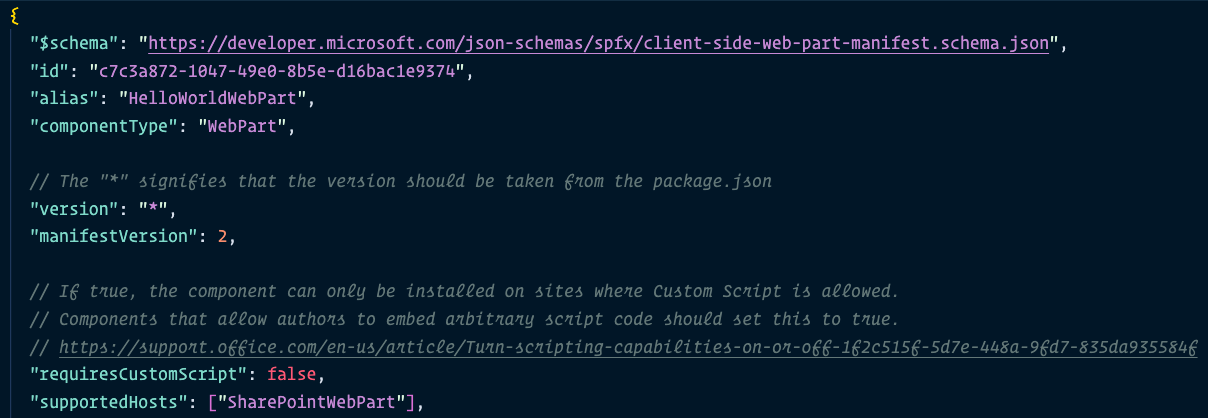 {
"$schema": "https://developer.microsoft.com/json-schemas/spfx/client-side-web-part-manifest.schema.json",
"id": "c7c3a872-1047-49e0-8b5e-d16bac1e9374",
"alias": "HelloWorldWebPart",
"componentType": "WebPart",
// The "*" signifies that the version should be taken from the package.json
"version": "*",
"manifestVersion": 2,
// If true, the component can only be installed on sites where Custom Script is allowed.
// Components that allow authors to embed arbitrary script code should set this to true.
// https://support.office.com/en-us/article/Turn-scripting-capabilities-on-or-off-1f2c515f-5d7e-448a-9fd7-835da935584f
"requiresCustomScript": false,
"supportedHosts": ["SharePointWebPart"],